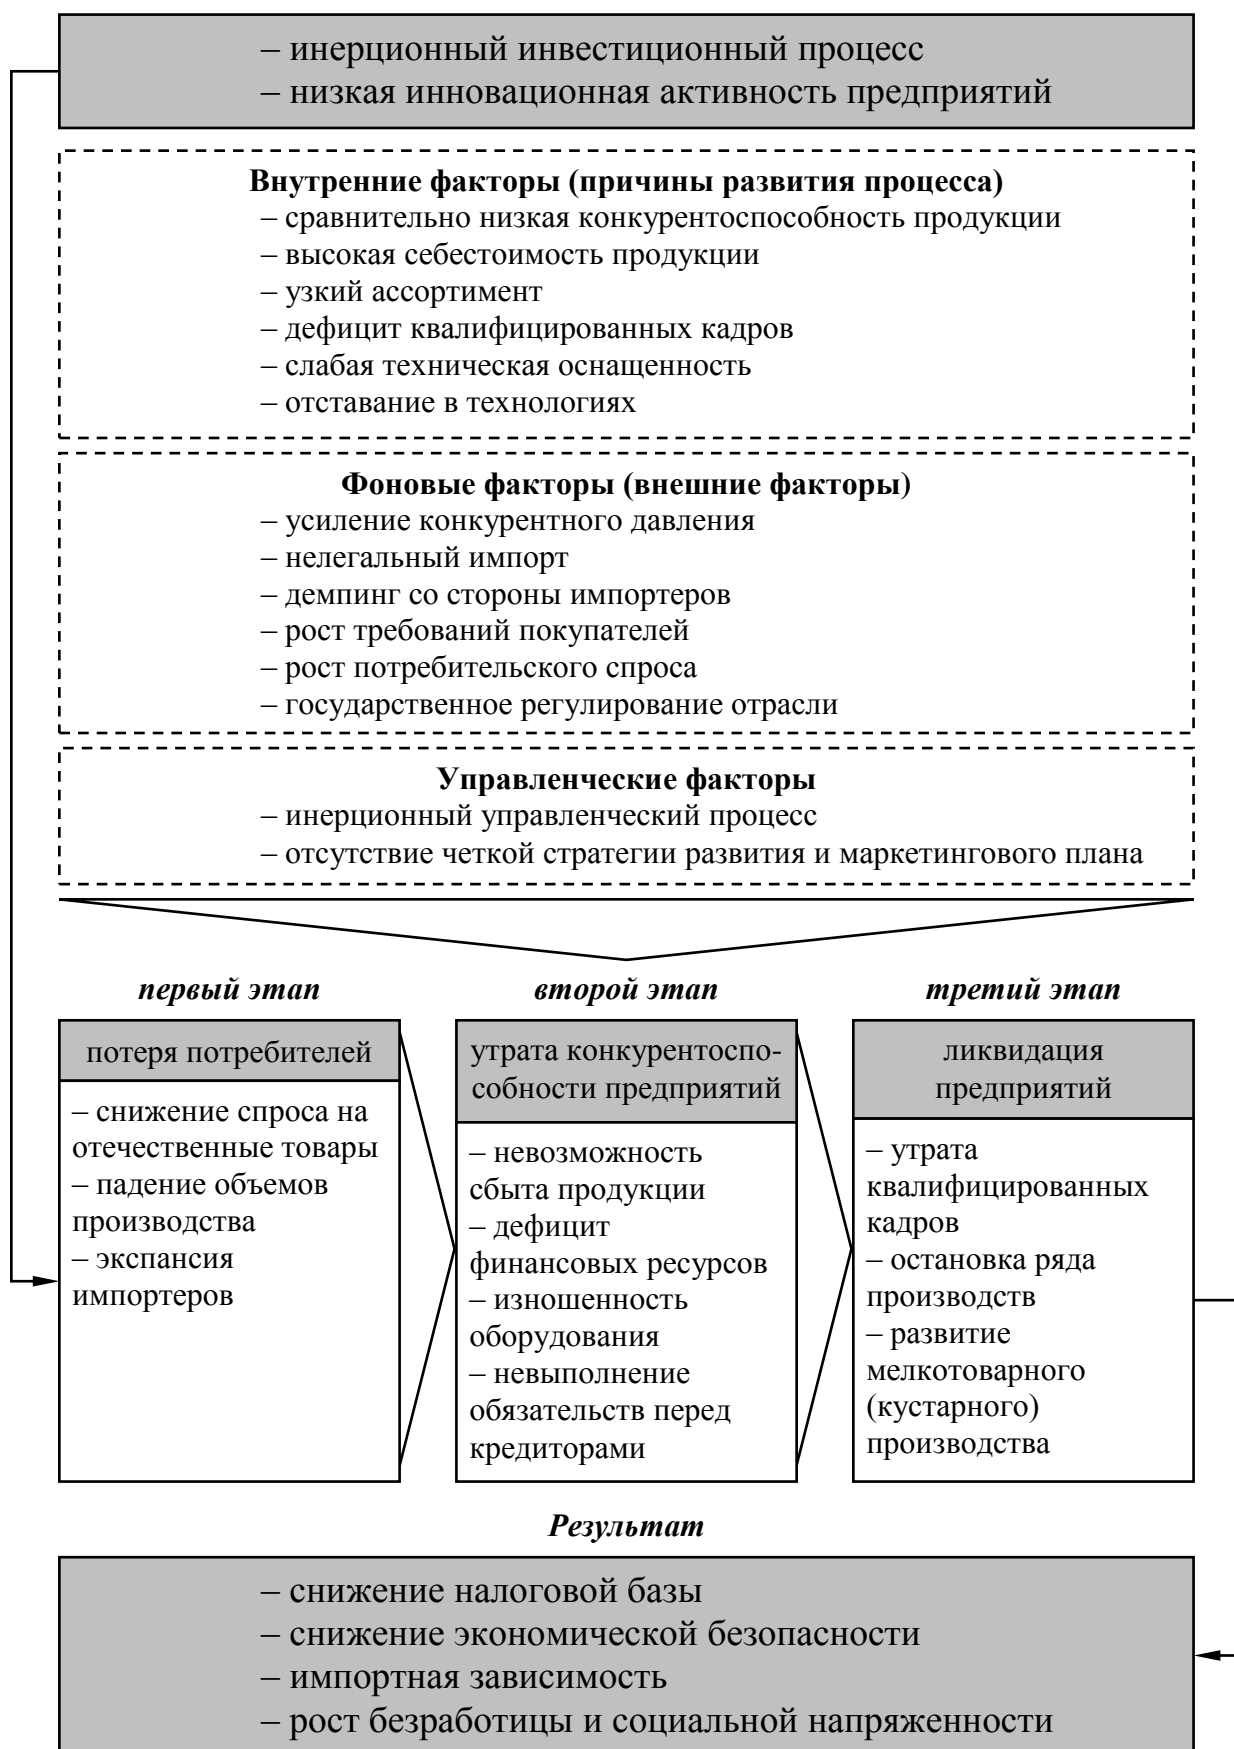 – инерционный инвестиционный процесс
– низкая инновационная активность предприятий
Внутренние факторы (причины развития процесса)
– сравнительно низкая конкурентоспособность продукции
– высокая себестоимость продукции
– узкий ассортимент
– дефицит квалифицированных кадров
– слабая техническая оснащенность
– отставание в технологиях
Фоновые факторы (внешние факторы)
– усиление конкурентного давления
– нелегальный импорт
– демпинг со стороны импортеров
– рост требований покупателей
– рост потребительского спроса
– государственное регулирование отрасли
Управленческие факторы
– инерционный управленческий процесс
– отсутствие четкой стратегии развития и маркетингового плана
первый этап
потеря потребителей
– снижение спроса на
отечественные товары
– падение объемов
производства
– экспансия
импортеров
второй этап
утрата конкурентоспо-
собности предприятий
– невозможность
сбыта продукции
– дефицит
финансовых ресурсов
– изношенность
оборудования
– невыполнение
обязательств перед
кредиторами
третий этап
ликвидация
предприятий
– утрата
квалифицированных
кадров
– остановка ряда
производств
– развитие
мелкотоварного
(кустарного)
производства
Результат
– снижение налоговой базы
– снижение экономической безопасности
– импортная зависимость
– рост безработицы и социальной напряженности